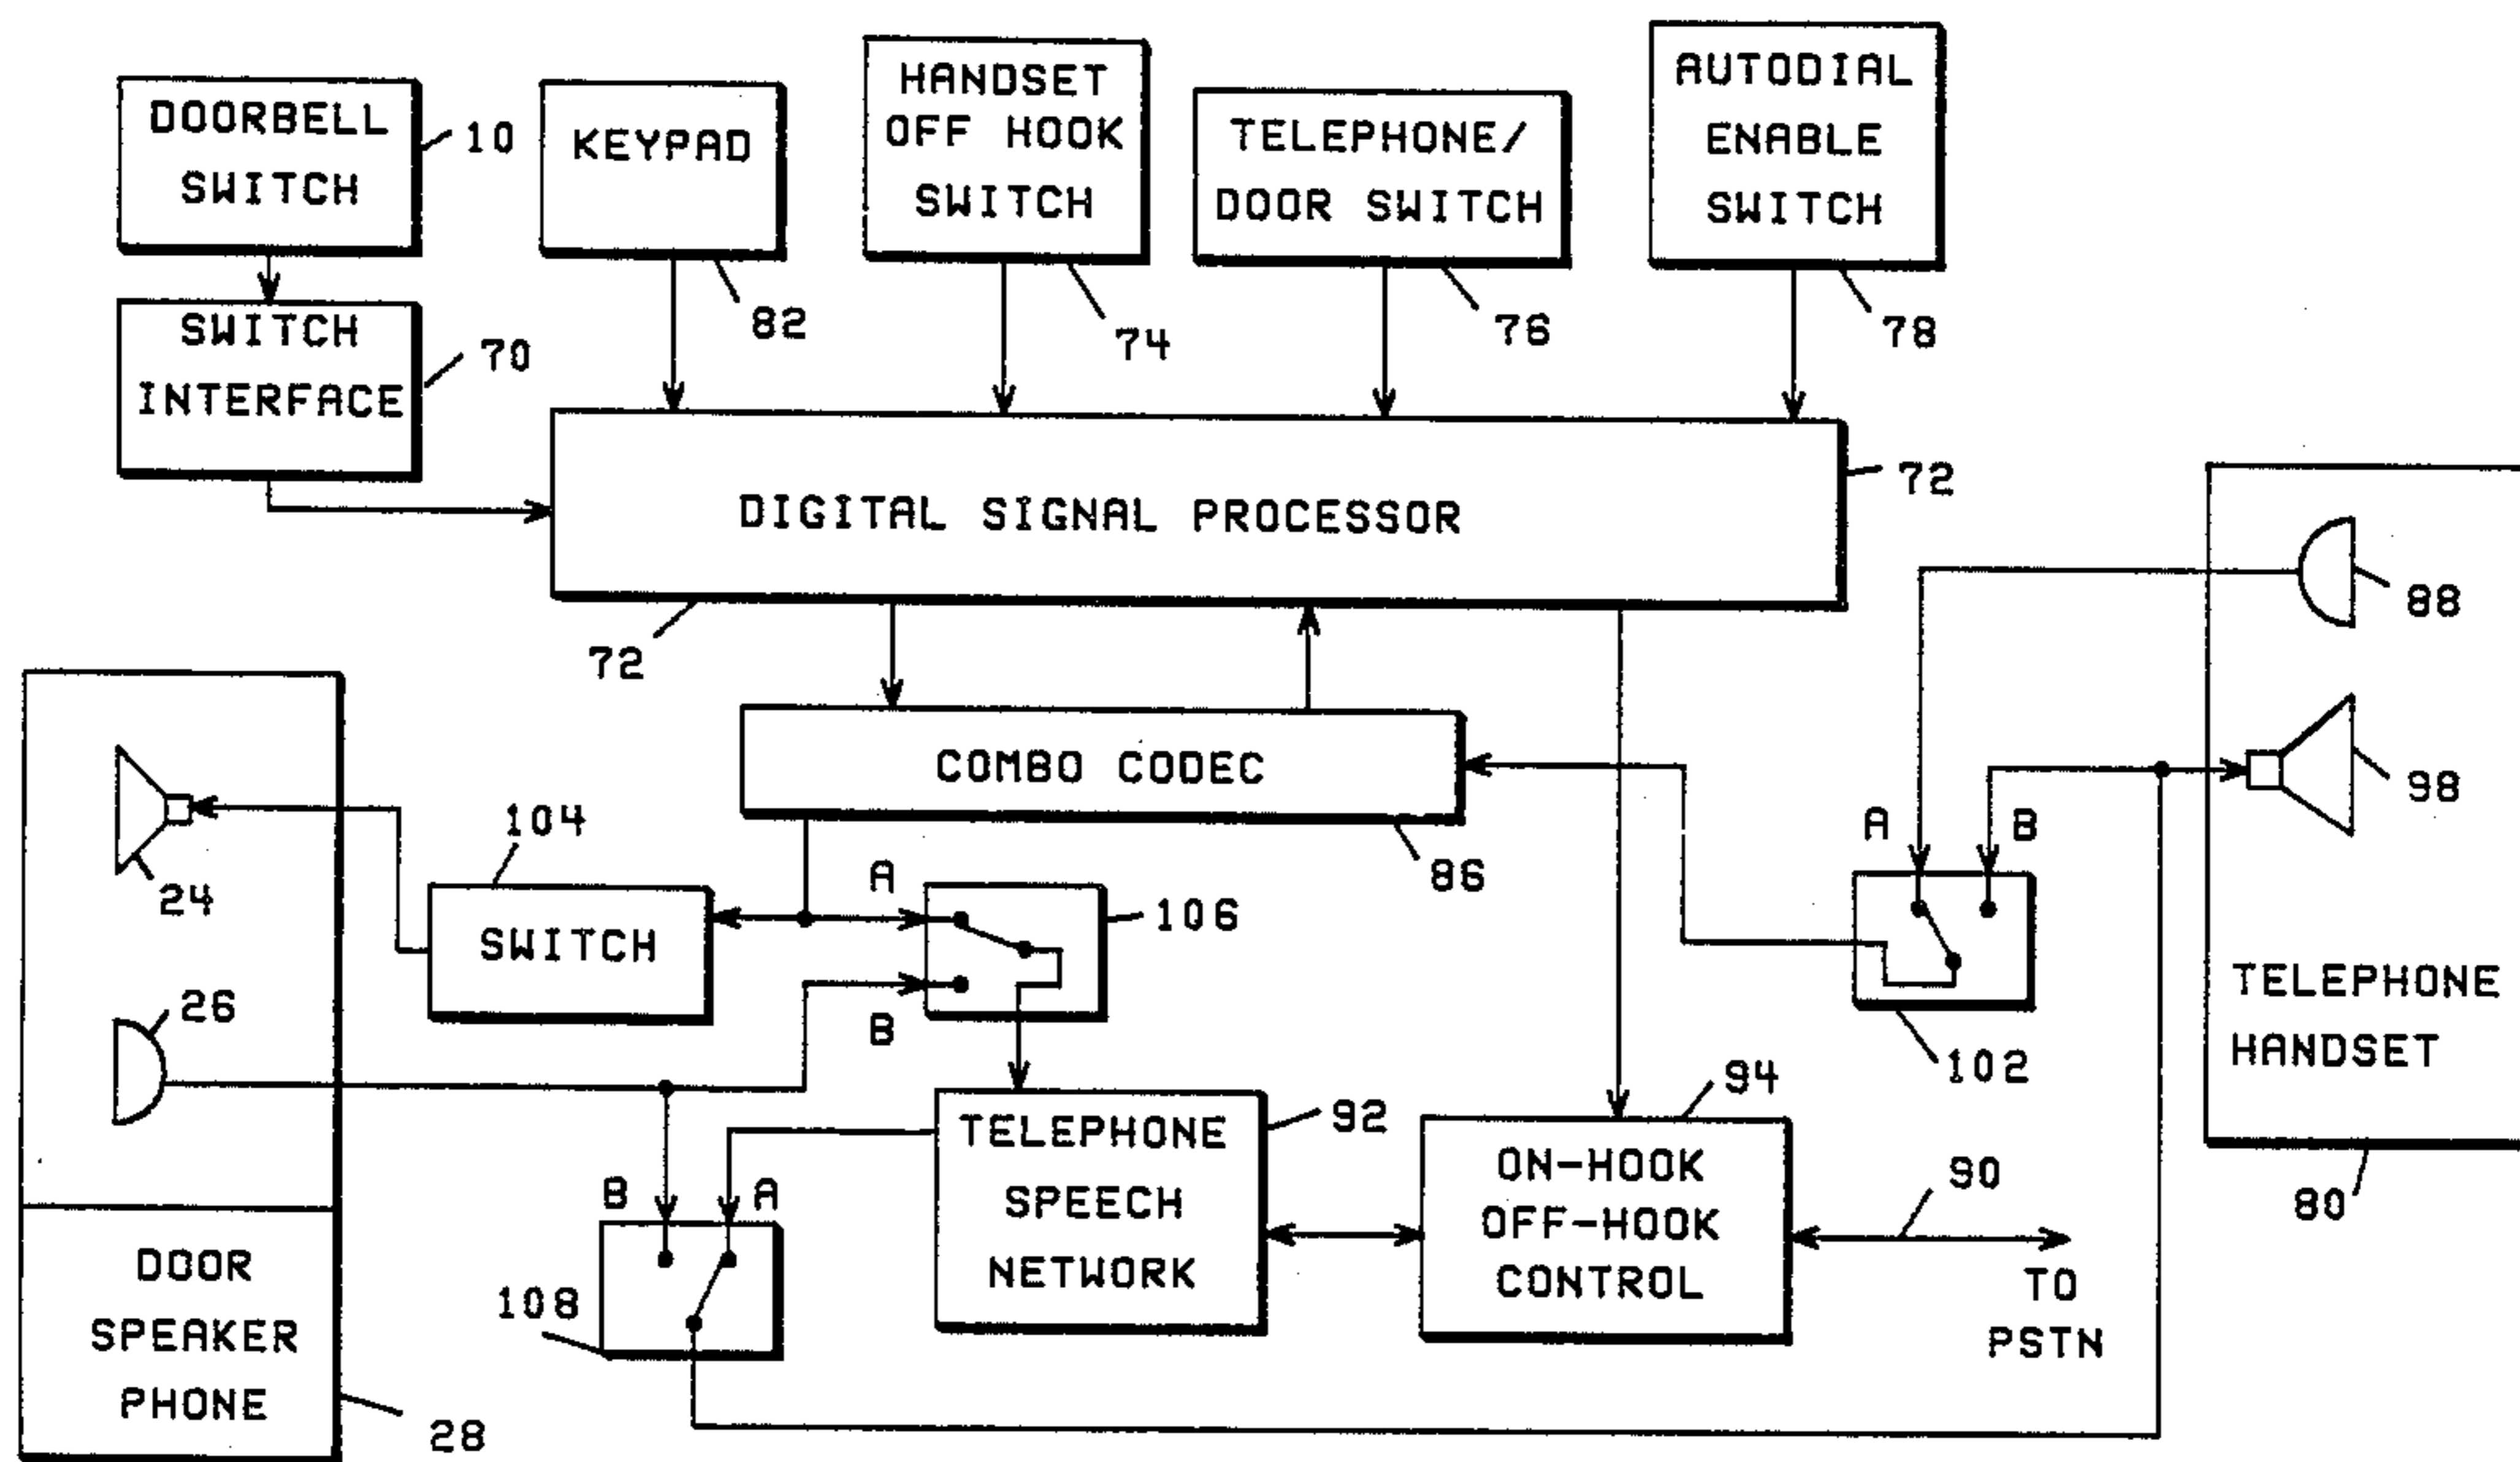 DOORBELL
SWITCH
10
KEYPAD
82
HANDSET
OFF HOOK
SWITCH
74
TELEPHONE/
DOOR SWITCH
76
AUTODIAL
ENABLE
SWITCH
78
SWITCH
INTERFACE
70
DIGITAL SIGNAL PROCESSOR
72
72
88
98
COMBO CODEC
86
A
B
104
24
A
106
SWITCH
26
B
102
TELEPHONE
HANDSET
80
TELEPHONE
SPEECH
NETWORK
92
94
ON-HOOK
OFF-HOOK
CONTROL
90
TO
PSTN
B
A
108
DOOR
SPEAKER
PHONE
28